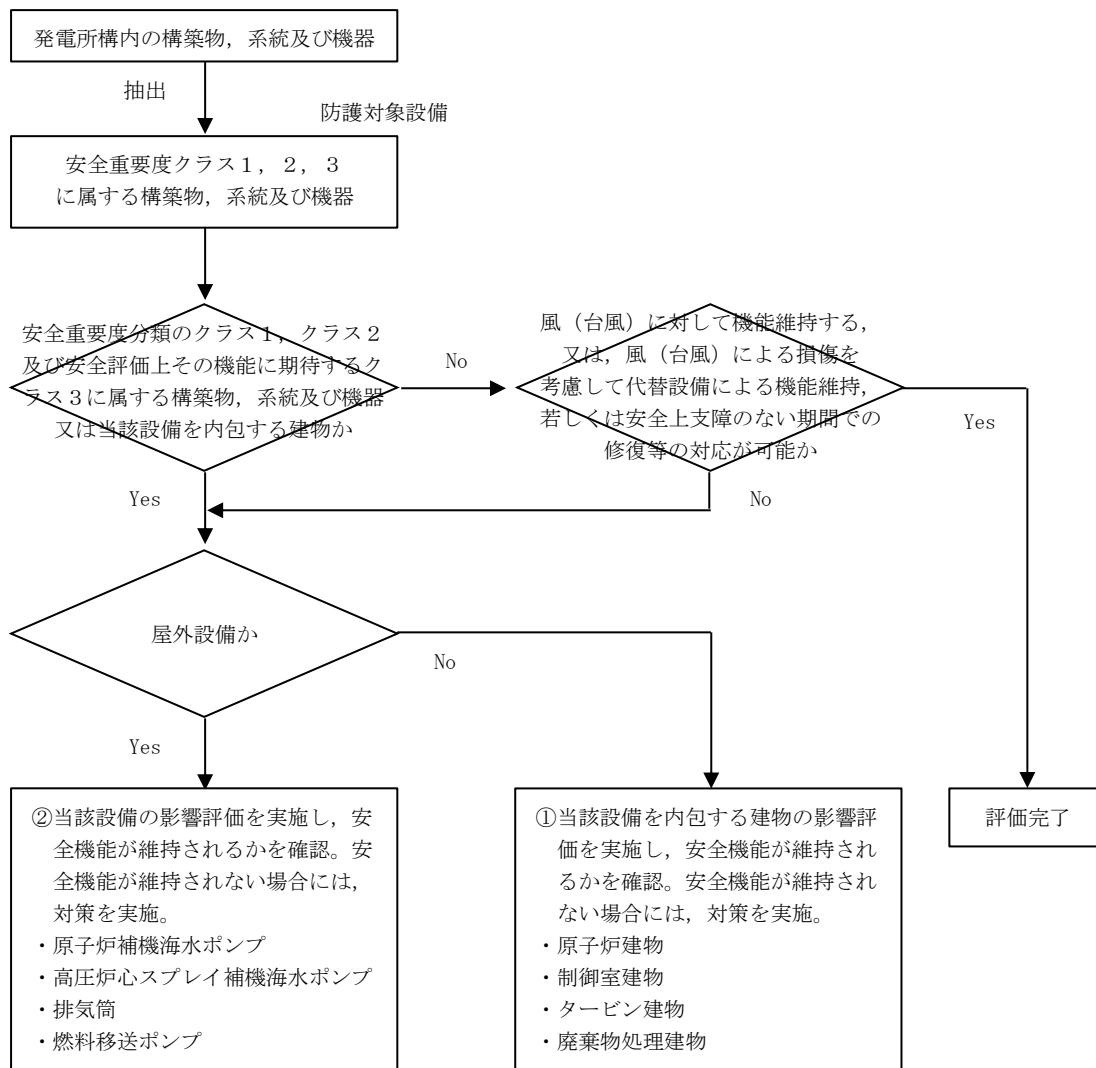 発電所構内の構築物，系統及び機器
抽出
防護対象設備
安全重要度クラス１，２，３
に属する構築物，系統及び機器
安全重要度分類のクラス１，クラス２
及び安全評価上その機能に期待するク
ラス３に属する構築物，系統及び機器
又は当該設備を内包する建物か
No
風（台風）に対して機能維持する，
又は，風（台風）による損傷を
考慮して代替設備による機能維持，
若しくは安全上支障のない期間での
修復等の対応が可能か
Yes
Yes
No
屋外設備か
No
Yes
②当該設備の影響評価を実施し，安
全機能が維持されるかを確認。安
全機能が維持されない場合には，
対策を実施。
・原子炉補機海水ポンプ
・高圧炉心スプレイ補機海水ポンプ
・排気筒
・燃料移送ポンプ
①当該設備を内包する建物の影響評
価を実施し，安全機能が維持され
るかを確認。安全機能が維持され
ない場合には，対策を実施。
・原子炉建物
・制御室建物
・タービン建物
・廃棄物処理建物
評価完了